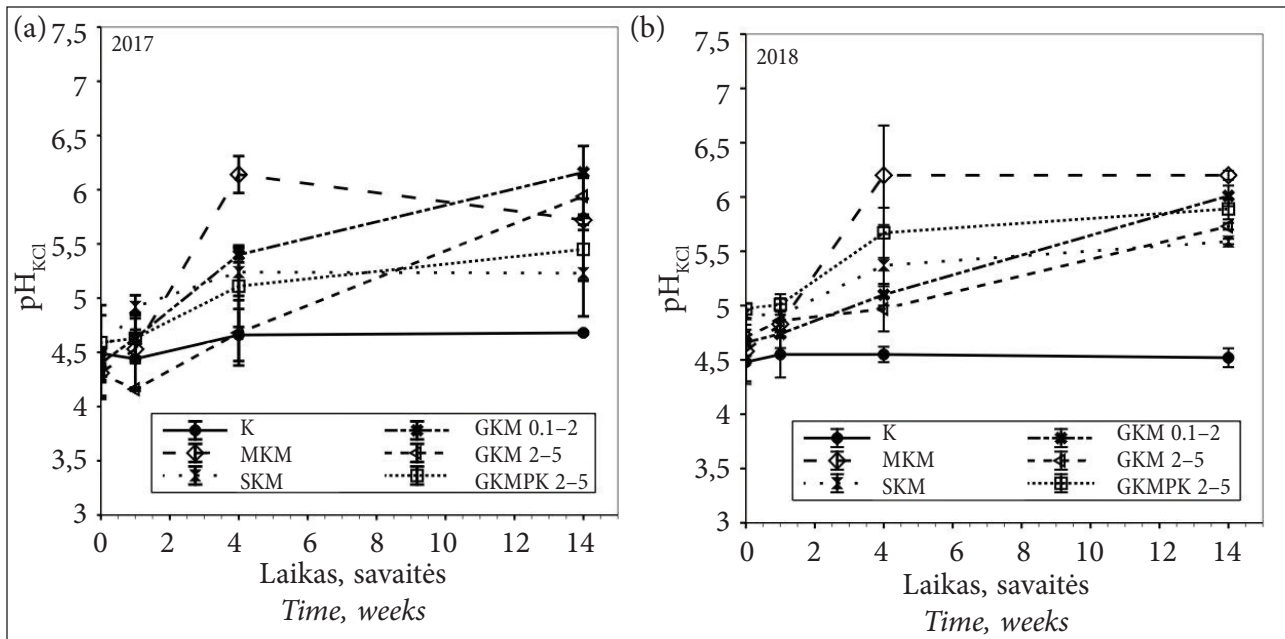 (a)
2017
7,5
7
6,5
6
5,5
5
4,5
4
3,5
3
pH KCl
0 2 4 6 8 10 12 14
Laikas, savaitės
Time, weeks
K
MKM
SKM
GKM 0.1–2
GKM 2–5
GKMPK 2–5
(b)
2018
7,5
7
6,5
6
5,5
5
4,5
4
3,5
3
pH KCl
0 2 4 6 8 10 12 14
Laikas, savaitės
Time, weeks
K
MKM
SKM
GKM 0.1–2
GKM 2–5
GKMPK 2–5